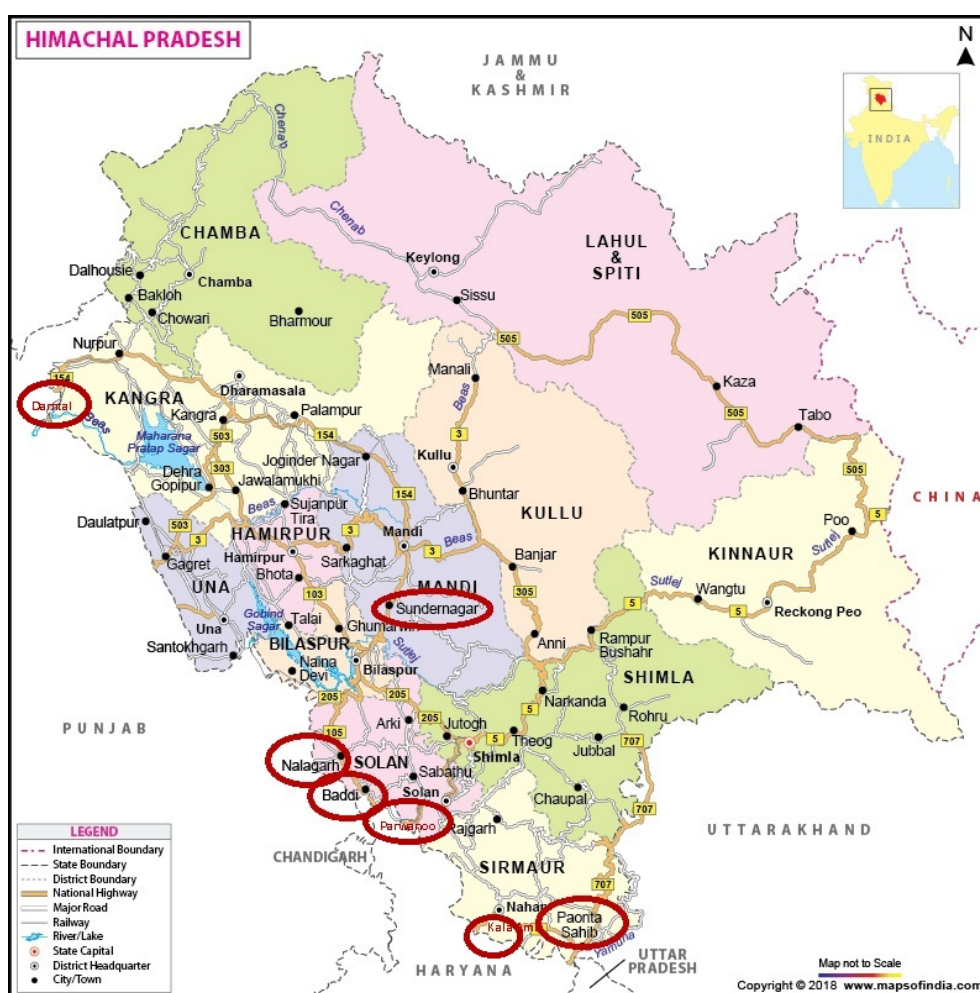 HIMACHAL PRADESH
N
JAMMU
&
KASHMIR
INDIA
Chenab
Chenab
CHAMBA
LAHUL
&
SPITI
Keylong
Dalhousie
Chamba
Bakloh
Sissu
Chowari
Bharmour
505
505
Nurpur
154
Manali
KANGRA
Dharamasala
Kaza
Damtal
Beas
Kangra
Palampur
Beas
505
Tabo
Maharana
Pratap Sagar
503
154
3
303
Joginder Nagar
Kullu
505
Dehra
Gopipur
Jawalamukhi
154
Bhuntar
CHINA
Beas
Sujanpur
Tira
KULLU
5
Daulatpur
503
3
HAMIRPUR
3
Mandi
Beas
3
Poo
Sutlej
KINNAUR
Gagret
Hamirpur
Sarkaghat
Banjar
Bhota
MANDI
Sutlej
Wangtu
UNA
103
305
5
Reckong Peo
Gobind
Sagar
Sundernagar
5
Una
Talai
Ghumarwin
Anni
Rampur
Bushahr
Santokhgarh
BILASPUR
Sutlej
Naina
Devi
Bilaspur
SHIMLA
205
205
Narkanda
PUNJAB
105
Arki
205
Jutogh
5
Rohru
5
Theog
707
Nalagarh
SOLAN
Shimla
Jubbal
Baddi
Sabathu
Solan
Chaupal
707
Parwanoo
Rajgarh
UTTARAKHAND
CHANDIGARH
SIRMAUR
707
Nahan
Kala Amb
Paonta
Sahib
Yamuna
HARYANA
UTTAR
PRADESH
LEGEND
International Boundary
State Boundary
District Boundary
National Highway
Major Road
Railway
River/Lake
State Capital
District Headquarter
City/Town
Map not to Scale
Copyright © 2018 www.mapsofindia.com